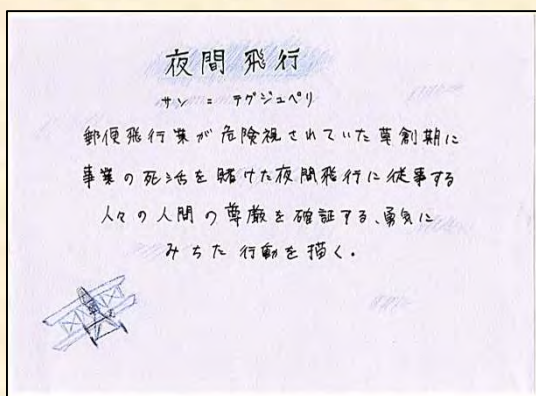 夜間飛行
サン=テグジュペリ
郵便飛行業が危険視されていた草創期に
事業の死活を賭けた夜間飛行に従事する
人々の人間の尊厳を確証する、勇気に
みちた行動を描く.